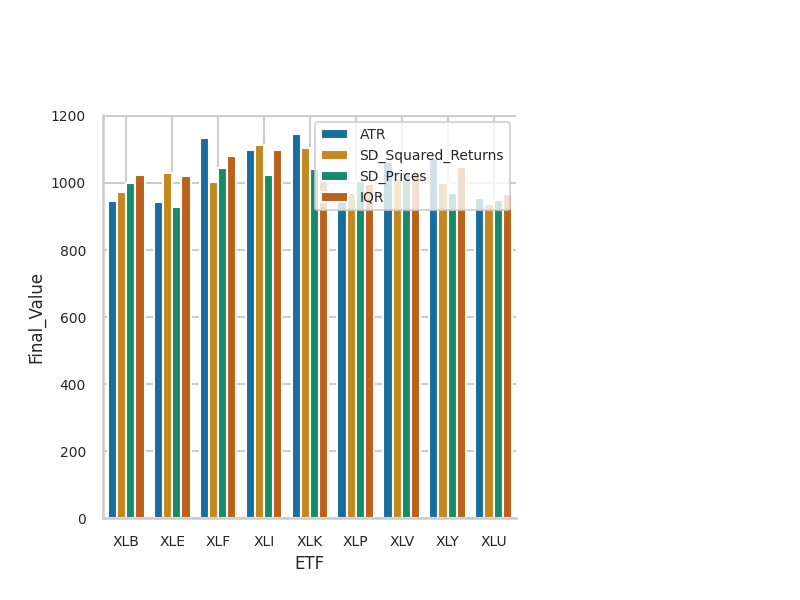 1200
1000
800
600
400
200
0
Final_Value
ATR
SD_Squared_Returns
SD_Prices
IQR
XLB XLE XLF XLI XLK XLP XLV XLY XLU
ETF